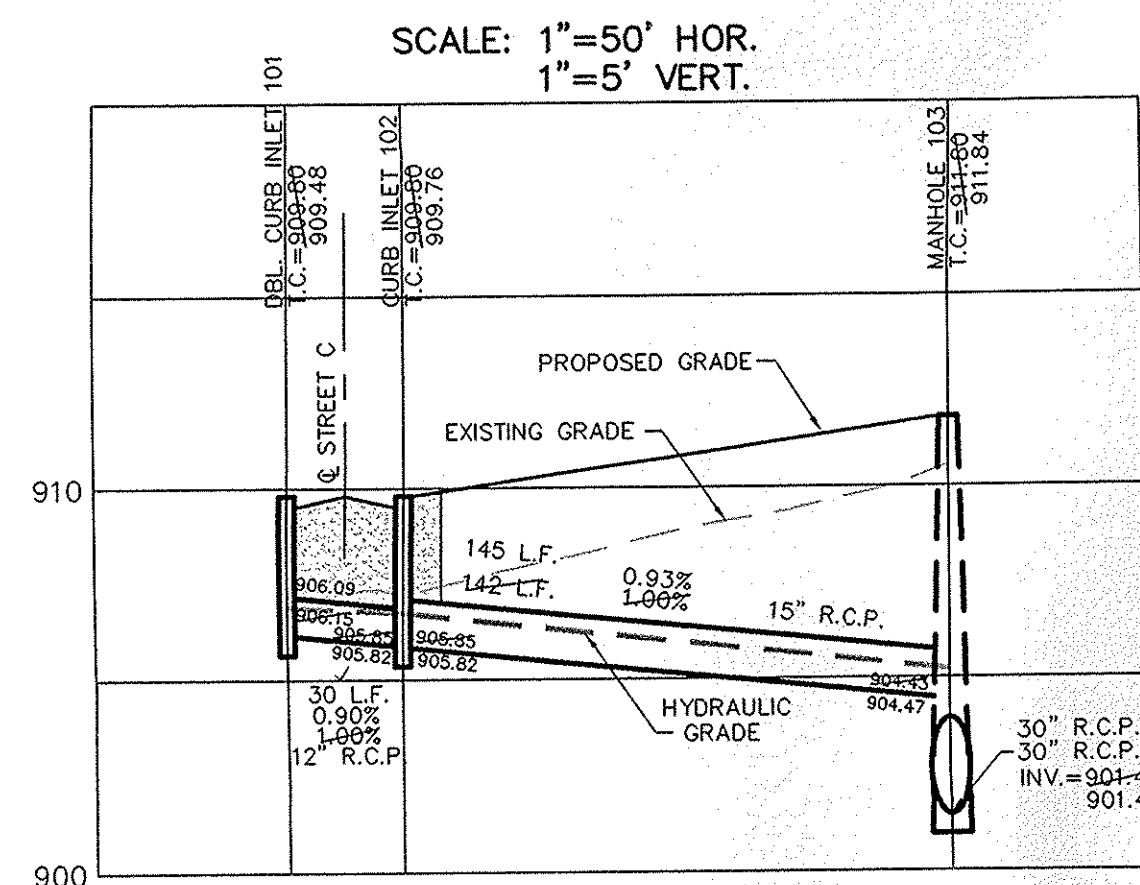 SCALE: 1"=50' HOR.
1"=5' VERT.
DBL. CURB INLET 101
T.C.=909.80
909.48
℄ STREET C
CURB INLET 102
T.C.=909.80
909.76
MANHOLE 103
T.C.=911.80
911.84
PROPOSED GRADE
EXISTING GRADE
910
145 L.F.
142 L.F.
0.93%
1.00%
15" R.C.P.
906.09
906.15
905.85
905.82
905.85
905.82
904.43
904.47
30 L.F.
0.90%
1.00%
12" R.C.P
HYDRAULIC
GRADE
30" R.C.P.
30" R.C.P.
INV.=901.4
901.4
900